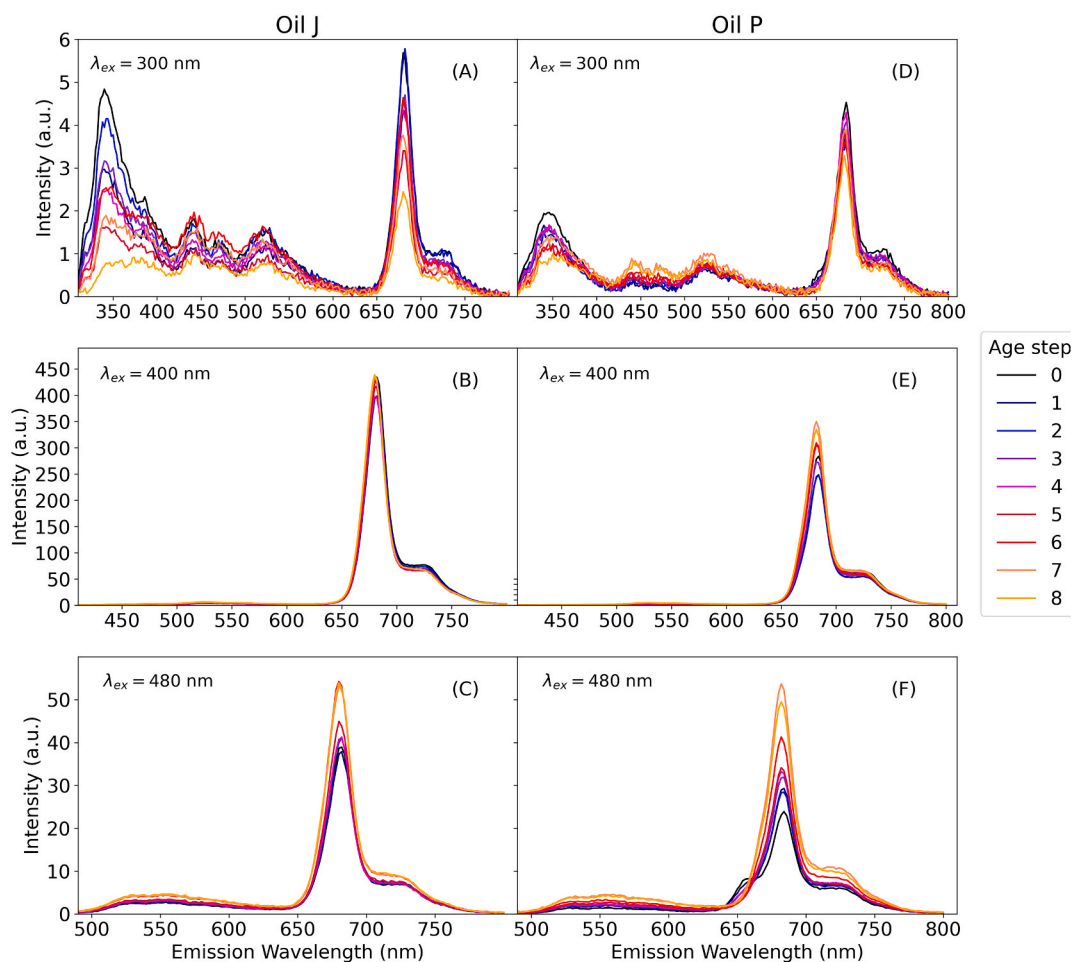 Oil J
Oil P
6
5
4
3
2
1
0
Intensity (a.u.)
λex = 300 nm
(A)
350 400 450 500 550 600 650 700 750
λex = 300 nm
(D)
350 400 450 500 550 600 650 700 750 800
450
400
350
300
250
200
150
100
50
0
Intensity (a.u.)
λex = 400 nm
(B)
450 500 550 600 650 700 750
λex = 400 nm
(E)
450 500 550 600 650 700 750 800
Age step
0
1
2
3
4
5
6
7
8
50
40
30
20
10
0
Intensity (a.u.)
λex = 480 nm
(C)
500 550 600 650 700 750
Emission Wavelength (nm)
λex = 480 nm
(F)
500 550 600 650 700 750 800
Emission Wavelength (nm)